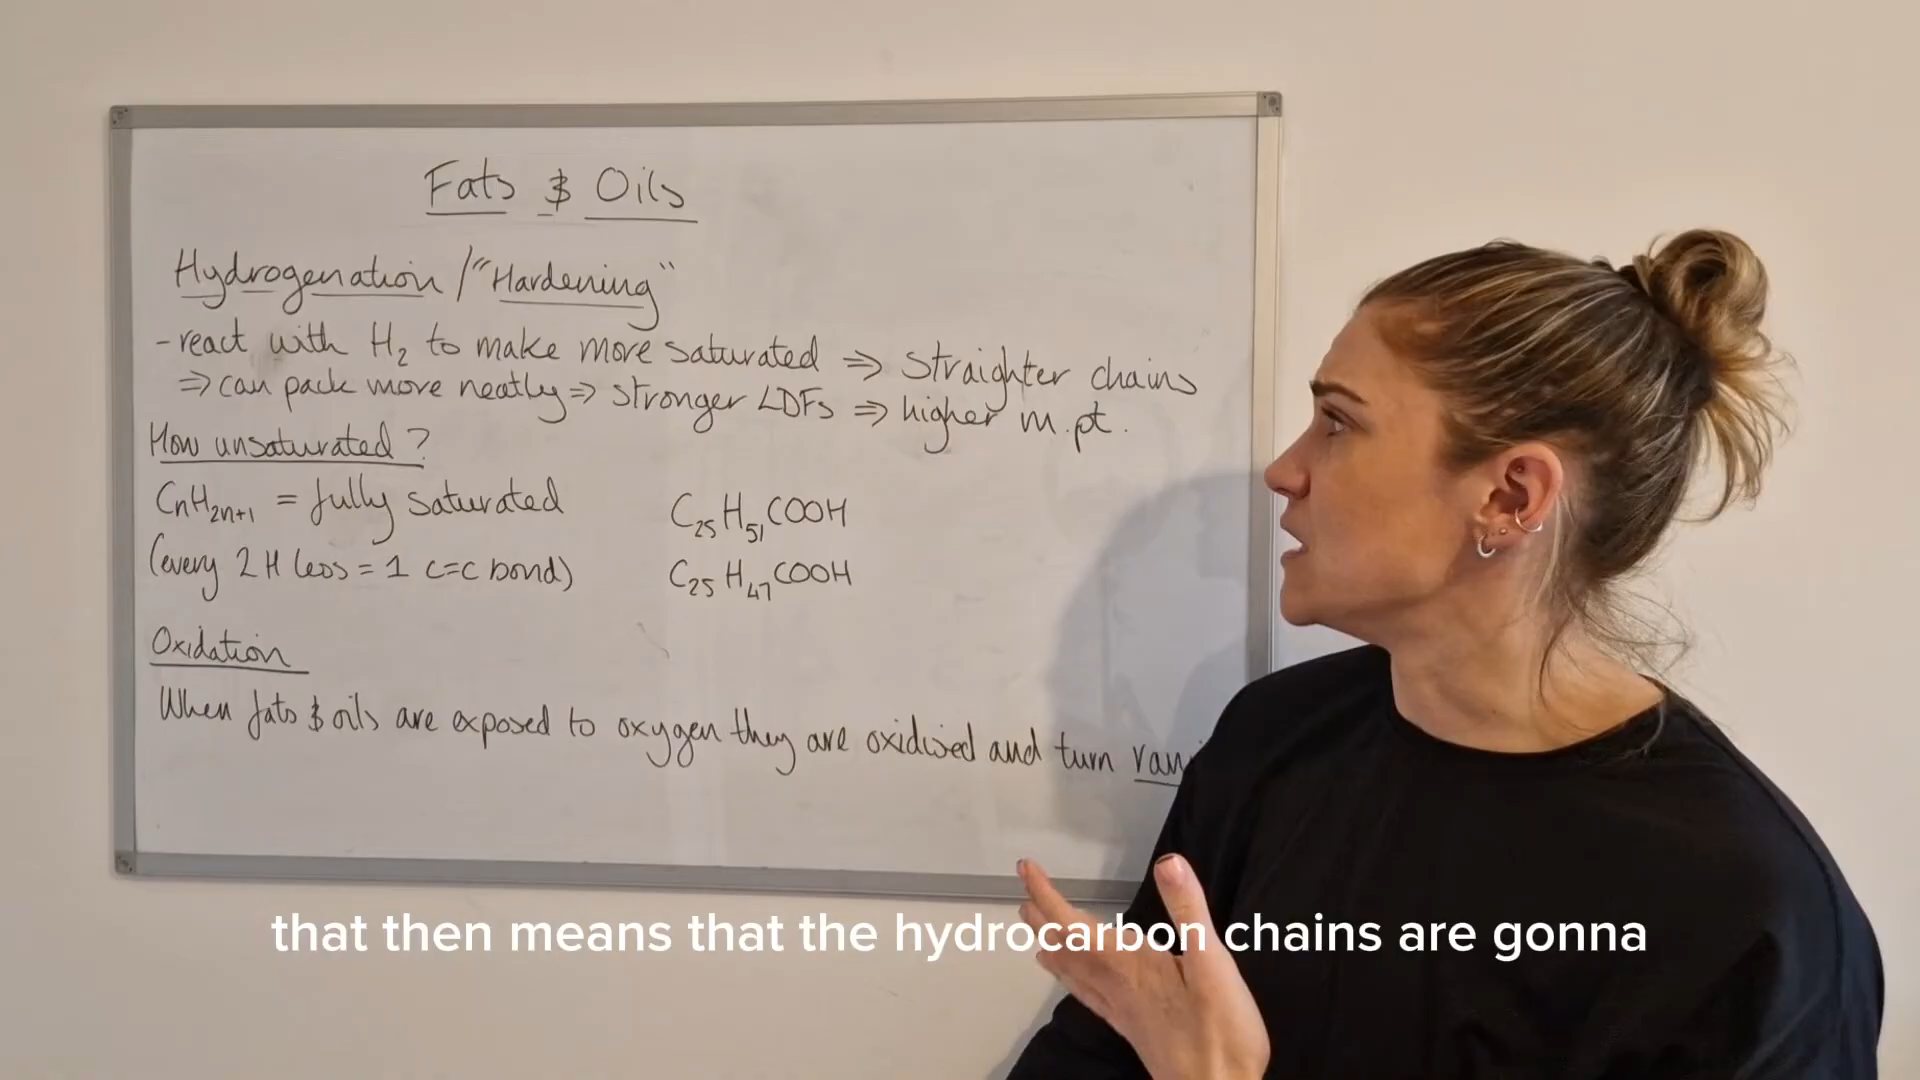 Fats & Oils
Hydrogenation / "Hardening"
- react with H2 to make more saturated ⇒ straighter chains
⇒ can pack more neatly ⇒ stronger LDFs ⇒ higher m.pt.
How unsaturated?
CnH2n+1 = fully saturated
C25H51COOH
(every 2H less = 1 c=c bond)
C25H47COOH
Oxidation
When fats & oils are exposed to oxygen they are oxidised and turn
that then means that the hydrocarbon chains are gonna